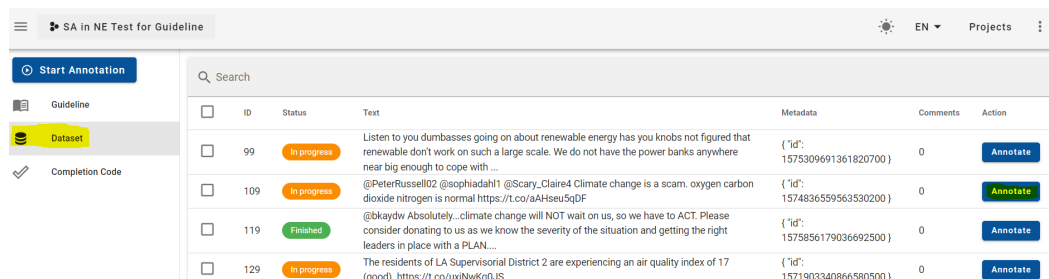 SA in NE Test for Guideline
EN
Projects
Start Annotation
Search
Guideline
ID
Status
Text
Metadata
Comments
Action
Dataset
Completion Code
99
In progress
Listen to you dumbasses going on about renewable energy has you knobs not figured that
renewable don't work on such a large scale. We do not have the power banks anywhere
near big enough to cope with ...
{ "id":
1575309691361820700 }
0
Annotate
109
In progress
@PeterRussell02 @sophiadahl1 @Scary_Claire4 Climate change is a scam. oxygen carbon
dioxide nitrogen is normal https://t.co/aAHseu5qDF
{ "id":
1574836559563530200 }
0
Annotate
119
Finished
@bkaydw Absolutely...climate change will NOT wait on us, so we have to ACT. Please
consider donating to us as we know the severity of the situation and getting the right
leaders in place with a PLAN....
{ "id":
1575856179036692500 }
0
Annotate
129
In progress
The residents of LA Supervisorial District 2 are experiencing an air quality index of 17
(good). https://t.co/uxiNwKg0JS
{ "id":
1571903340866580500 }
0
Annotate